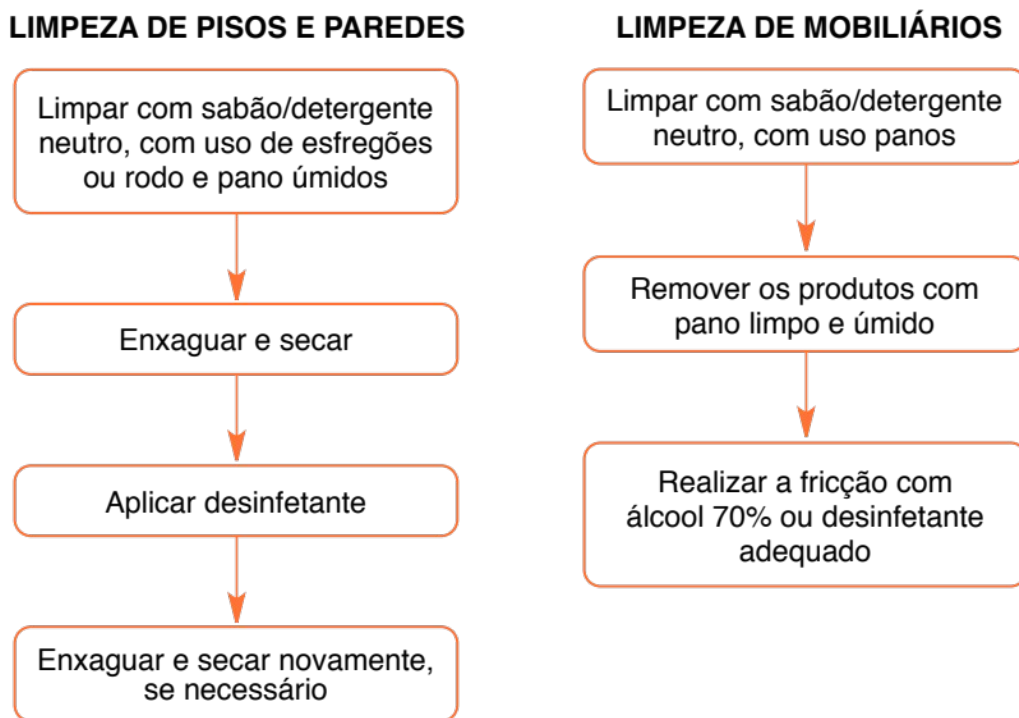 LIMPEZA DE PISOS E PAREDES
Limpar com sabão/detergente
neutro, com uso de esfregões
ou rodo e pano úmidos
Enxaguar e secar
Aplicar desinfetante
Enxaguar e secar novamente,
se necessário
LIMPEZA DE MOBILIÁRIOS
Limpar com sabão/detergente
neutro, com uso panos
Remover os produtos com
pano limpo e úmido
Realizar a fricção com
álcool 70% ou desinfetante
adequado